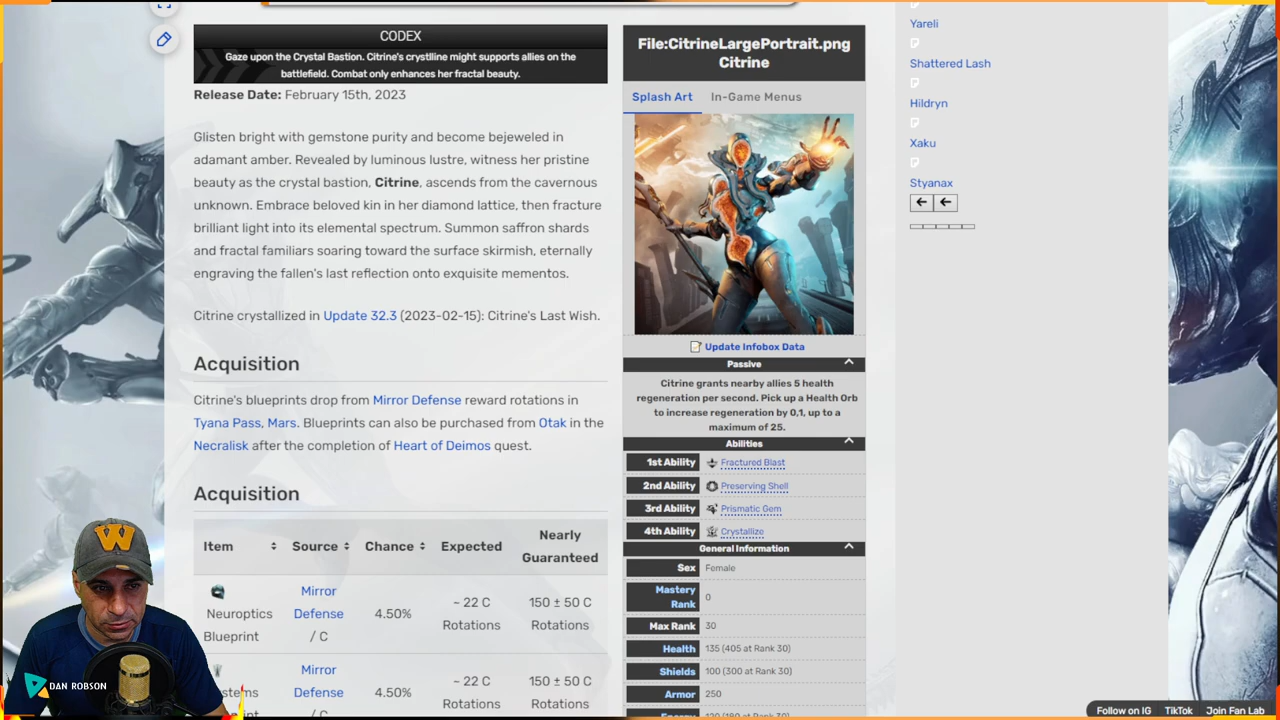 CODEX
Gaze upon the Crystal Bastion. Citrine's crystlline might supports allies on the
battlefield. Combat only enhances her fractal beauty.
Release Date: February 15th, 2023
Glisten bright with gemstone purity and become bejeweled in
adamant amber. Revealed by luminous lustre, witness her pristine
beauty as the crystal bastion, Citrine, ascends from the cavernous
unknown. Embrace beloved kin in her diamond lattice, then fracture
brilliant light into its elemental spectrum. Summon saffron shards
and fractal familiars soaring toward the surface skirmish, eternally
engraving the fallen's last reflection onto exquisite mementos.
Citrine crystallized in Update 32.3 (2023-02-15): Citrine's Last Wish.
Acquisition
Citrine's blueprints drop from Mirror Defense reward rotations in
Tyana Pass, Mars. Blueprints can also be purchased from Otak in the
Necralisk after the completion of Heart of Deimos quest.
Acquisition
Item Source Chance Expected Nearly
Guaranteed
Neuroptics
Blueprint
Mirror
Defense
/ C
4.50%
~ 22 C
Rotations
150 ± 50 C
Rotations
Mirror
Defense
/ C
4.50%
~ 22 C
Rotations
150 ± 50 C
Rotations
File:CitrineLargePortrait.png
Citrine
Splash Art In-Game Menus
Update Infobox Data
Passive
Citrine grants nearby allies 5 health
regeneration per second. Pick up a Health Orb
to increase regeneration by 0,1, up to a
maximum of 25.
Abilities
1st Ability Fractured Blast
2nd Ability Preserving Shell
3rd Ability Prismatic Gem
4th Ability Crystallize
General Information
Sex Female
Mastery
Rank
0
Max Rank 30
Health 135 (405 at Rank 30)
Shields 100 (300 at Rank 30)
Armor 250
Yareli
Shattered Lash
Hildryn
Xaku
Styanax
W
DAN ROBSON
Follow on IG TikTok Join Fan Lab